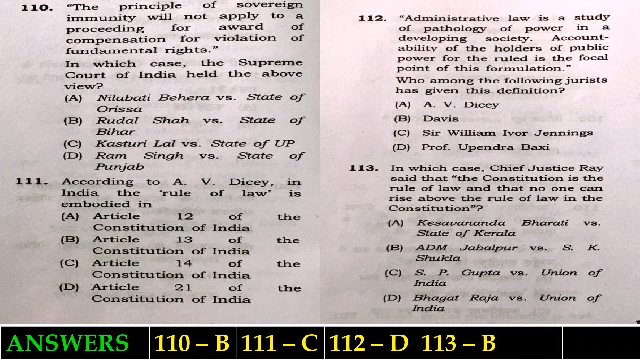 110. "The principle of sovereign
immunity will not apply to a
proceeding for award of
compensation for violation of
fundamental rights."
In which case, the Supreme
Court of India held the above
view?
(A) Nilabati Behera vs. State of
Orissa
(B) Rudal Shah vs. State of
Bihar
(C) Kasturi Lal vs. State of UP
(D) Ram Singh vs. State of
Punjab
111. According to A. V. Dicey, in
India the 'rule of law' is
embodied in
(A) Article 12 of the
Constitution of India
(B) Article 13 of the
Constitution of India
(C) Article 14 of the
Constitution of India
(D) Article 21 of the
Constitution of India
112. "Administrative law is a study
of pathology of power in a
developing society. Account-
ability of the holders of public
power for the ruled is the focal
point of this formulation."
Who among the following jurists
has given this definition?
(A) A. V. Dicey
(B) Davis
(C) Sir William Ivor Jennings
(D) Prof. Upendra Baxi
113. In which case, Chief Justice Ray
said that "the Constitution is the
rule of law and that no one can
rise above the rule of law in the
Constitution"?
(A) Kesavananda Bharati vs.
State of Kerala
(B) ADM Jabalpur vs. S. K.
Shukla
(C) S. P. Gupta vs. Union of
India
(D) Bhagat Raja vs. Union of
India
ANSWERS 110 – B 111 – C 112 – D 113 – B